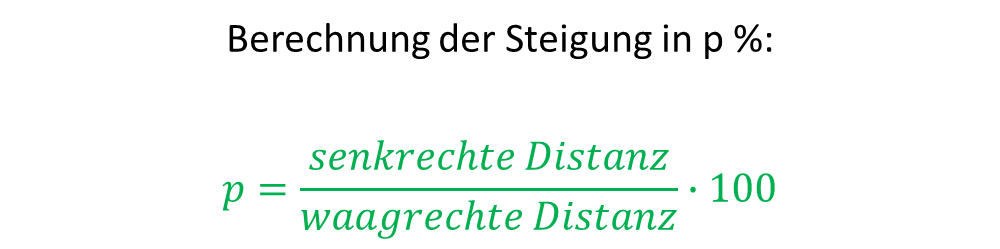 Berechnung der Steigung in p %:
p = senkrechte Distanz / waagrechte Distanz · 100